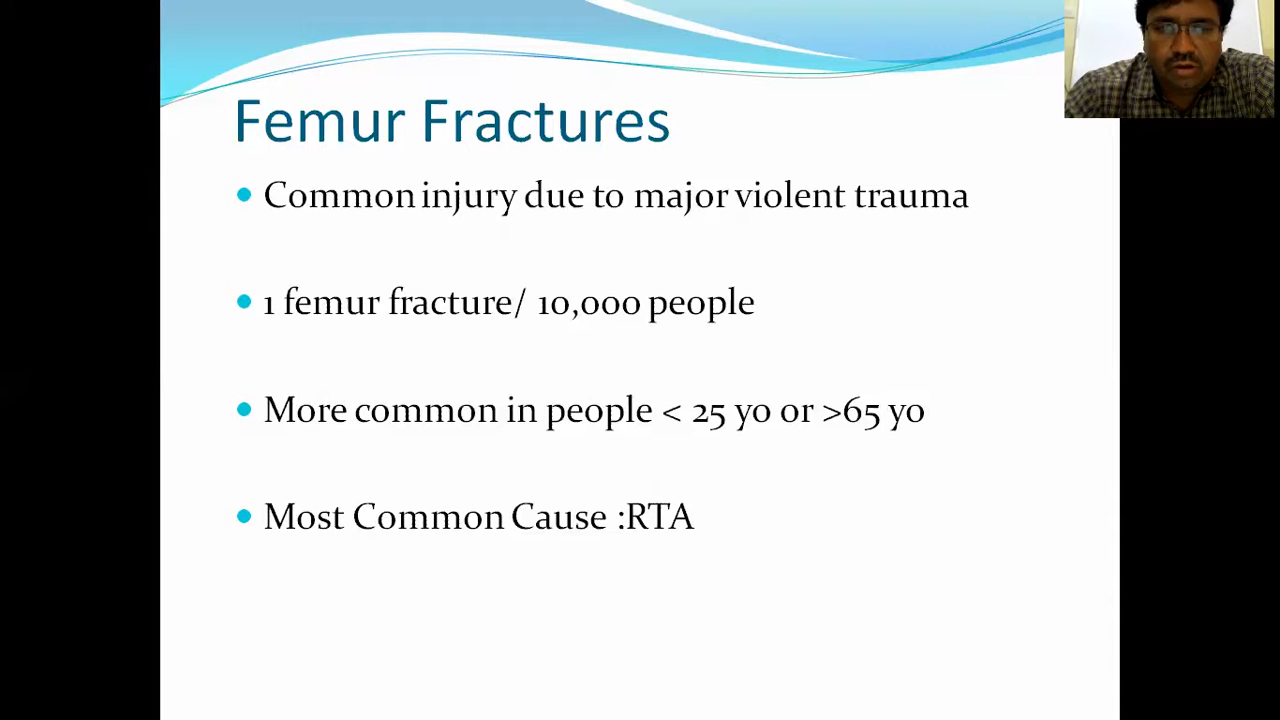 Femur Fractures
Common injury due to major violent trauma
1 femur fracture/ 10,000 people
More common in people < 25 yo or >65 yo
Most Common Cause :RTA